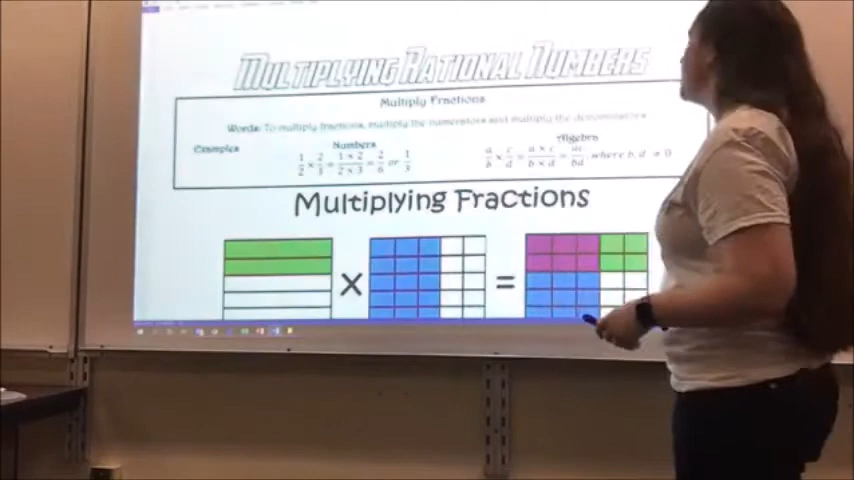 MULTIPLYING RATIONAL NUMBERS
Multiply Fractions
Words: To multiply fractions, multiply the numerators and multiply the denominators
Examples
Numbers
1/2 × 2/3 = 1 × 2/2 × 3 = 2/6 or 1/3
Algebra
a/b × c/d = a × c/b × d = ac/bd, where b, d ≠ 0
Multiplying Fractions
× =